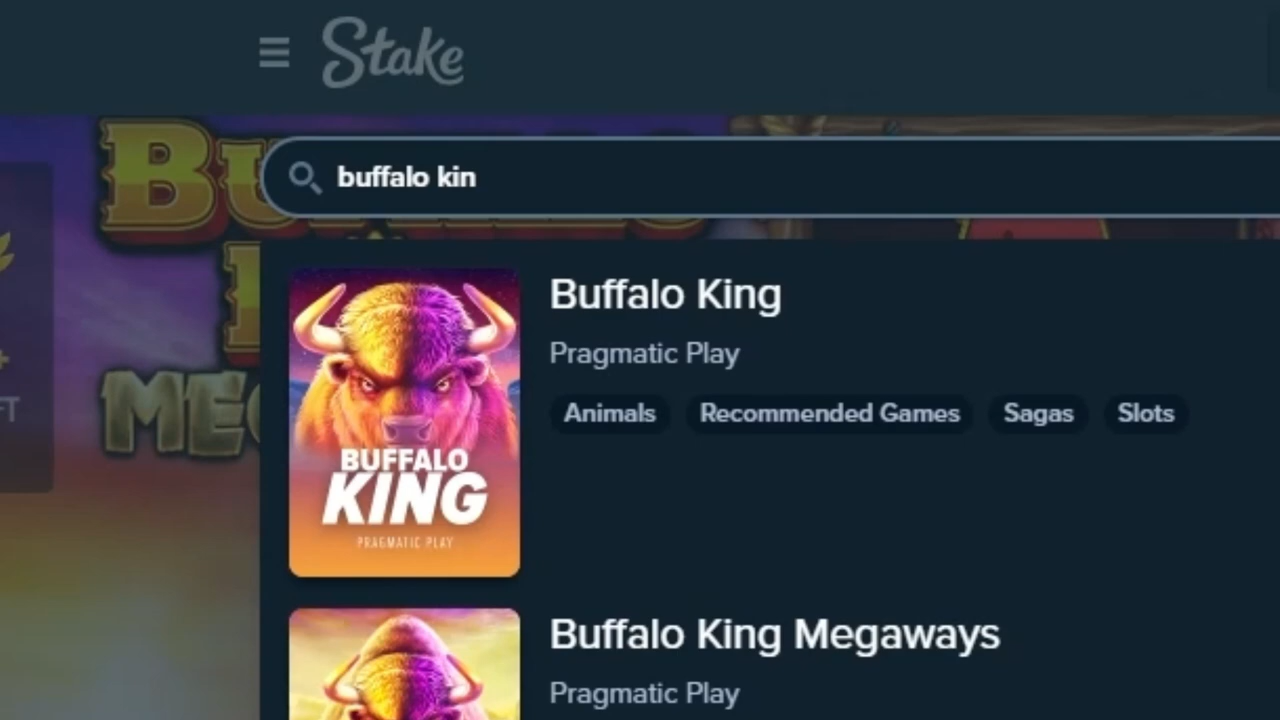 Stake
buffalo kin
Buffalo King
Pragmatic Play
Animals Recommended Games Sagas Slots
BUFFALO
KING
PRAGMATIC PLAY
Buffalo King Megaways
Pragmatic Play